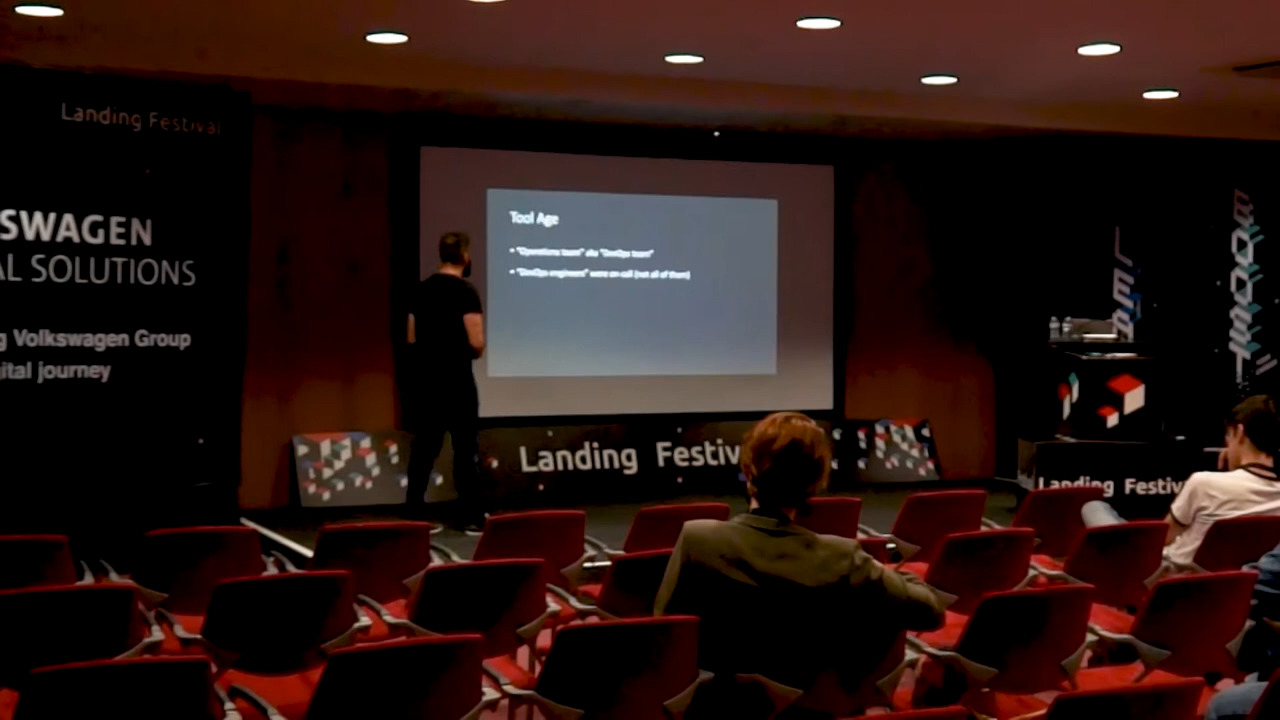 Landing Festival
SWAGEN
AL SOLUTIONS
g Volkswagen Group
ital journey
Tool Age
• "Operations team" aka "DevOps team"
• "DevOps engineers" were on-call (not all of them)
Landing Festiv
Landing Festiv